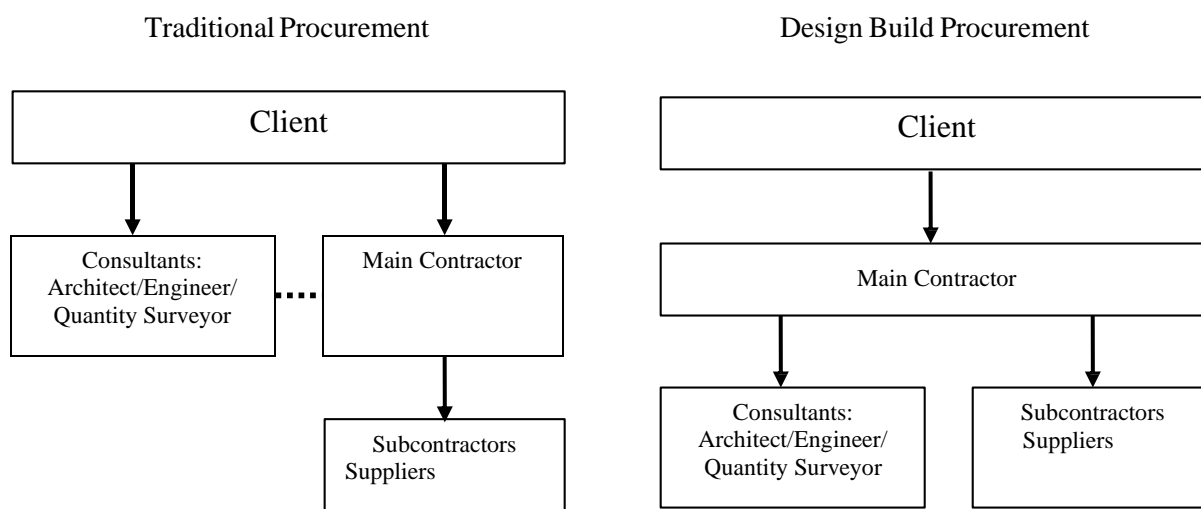 Traditional Procurement
Client
Consultants:
Architect/Engineer/
Quantity Surveyor
Main Contractor
Subcontractors
Suppliers
Design Build Procurement
Client
Main Contractor
Consultants:
Architect/Engineer/
Quantity Surveyor
Subcontractors
Suppliers